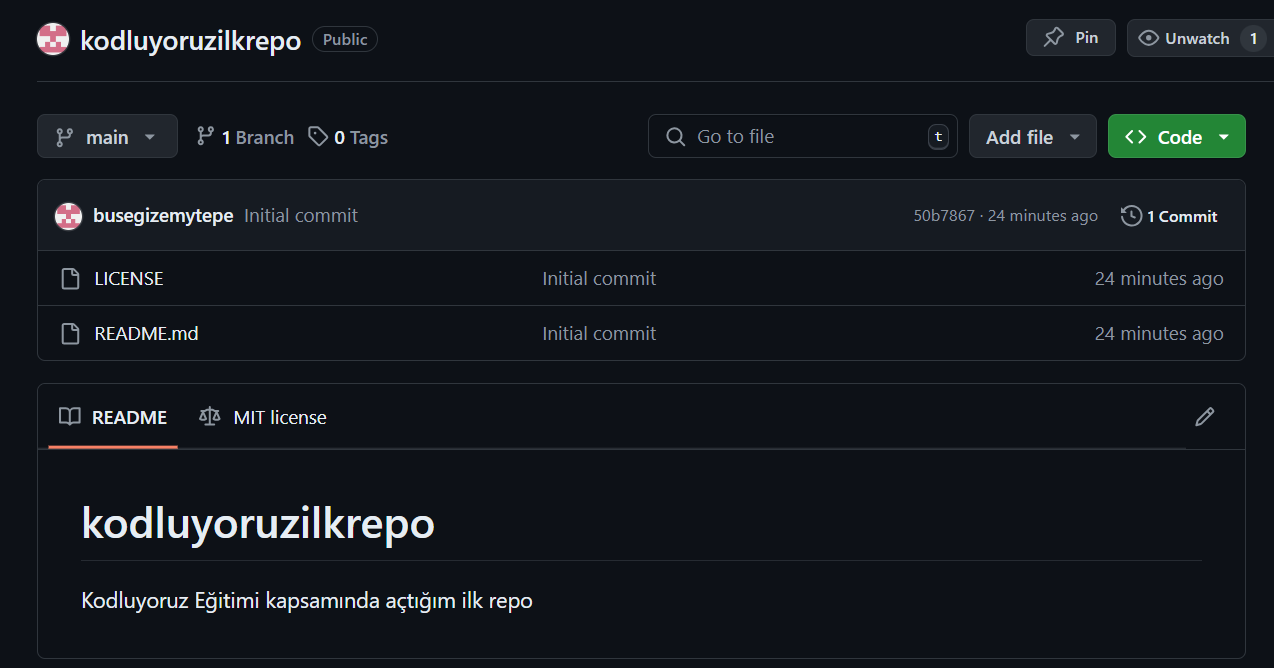 kodluyoruzilkrepo Public Pin Unwatch 1
main 1 Branch 0 Tags Go to file t Add file Code
busegizemytepe Initial commit 50b7867 · 24 minutes ago 1 Commit
LICENSE Initial commit 24 minutes ago
README.md Initial commit 24 minutes ago
README MIT license
kodluyoruzilkrepo
Kodluyoruz Eğitimi kapsamında açtığım ilk repo